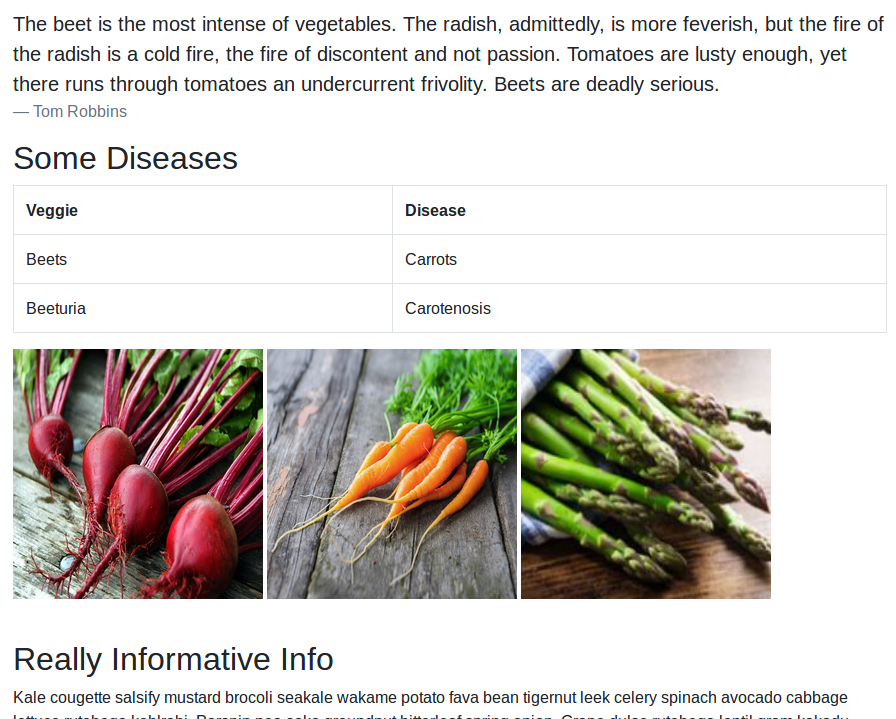 The beet is the most intense of vegetables. The radish, admittedly, is more feverish, but the fire of
the radish is a cold fire, the fire of discontent and not passion. Tomatoes are lusty enough, yet
there runs through tomatoes an undercurrent frivolity. Beets are deadly serious.
— Tom Robbins
Some Diseases
Veggie Disease
Beets Carrots
Beeturia Carotenosis
Really Informative Info
Kale cougette salsify mustard brocoli seakale wakame potato fava bean tigernut leek celery spinach avocado cabbage